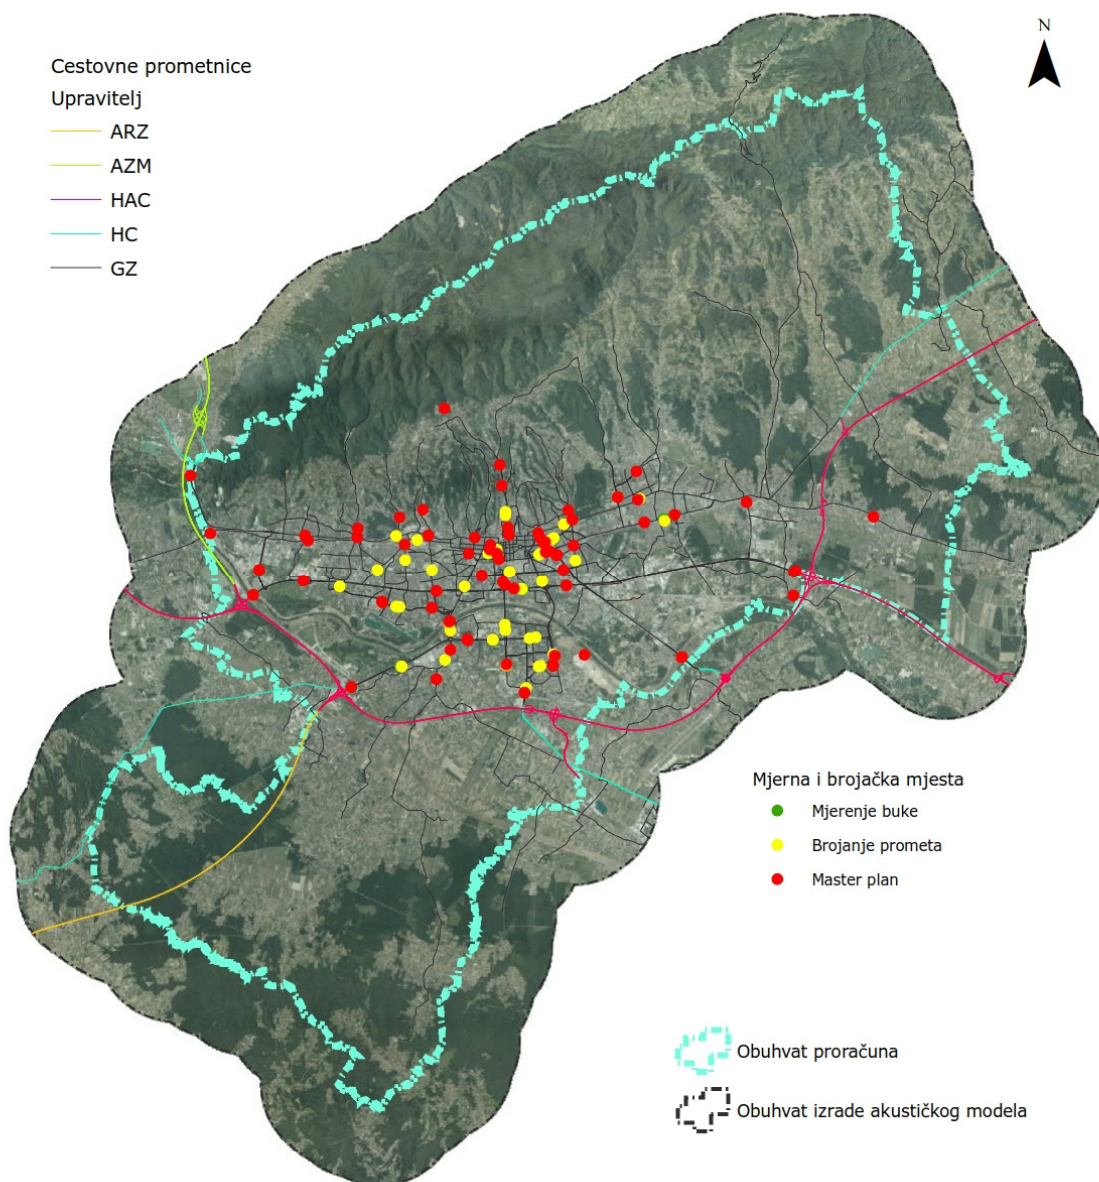 N
Cestovne prometnice
Upravitelj
ARZ
AZM
HAC
HC
GZ
Mjerna i brojačka mjesta
Mjerenje buke
Brojanje prometa
Master plan
Obuhvat proračuna
Obuhvat izrade akustičkog modela